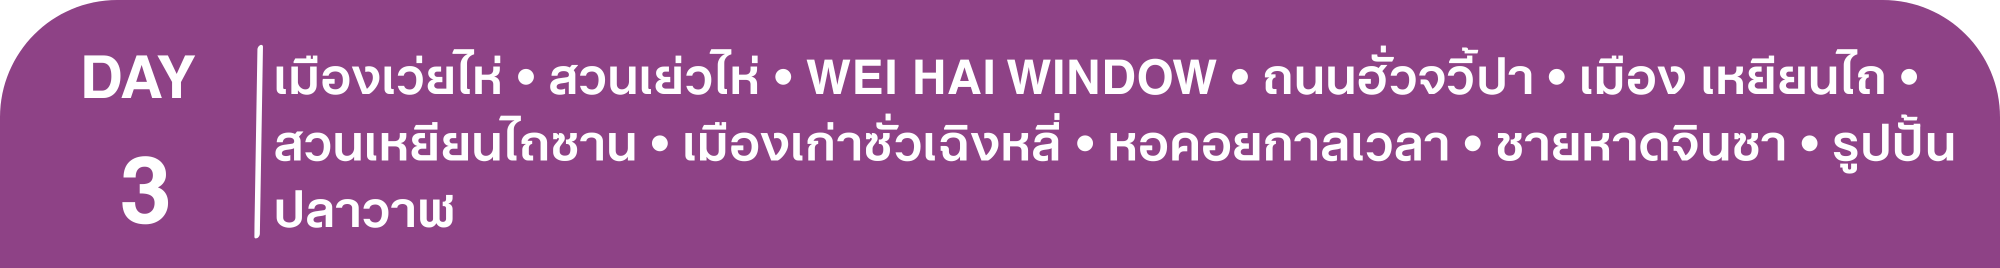 DAY
3
เมืองเว่ยไห่ • สวนเย่วไห่ • WEI HAI WINDOW • ถนนฮั่วจวี้ปา • เมือง เหยียนไถ •
สวนเหยียนไถซาน • เมืองเก่าซั่วเฉิงหลี่ • หอคอยกาลเวลา • ชายหาดจินซา • รูปปั้น
ปลาวาฬ